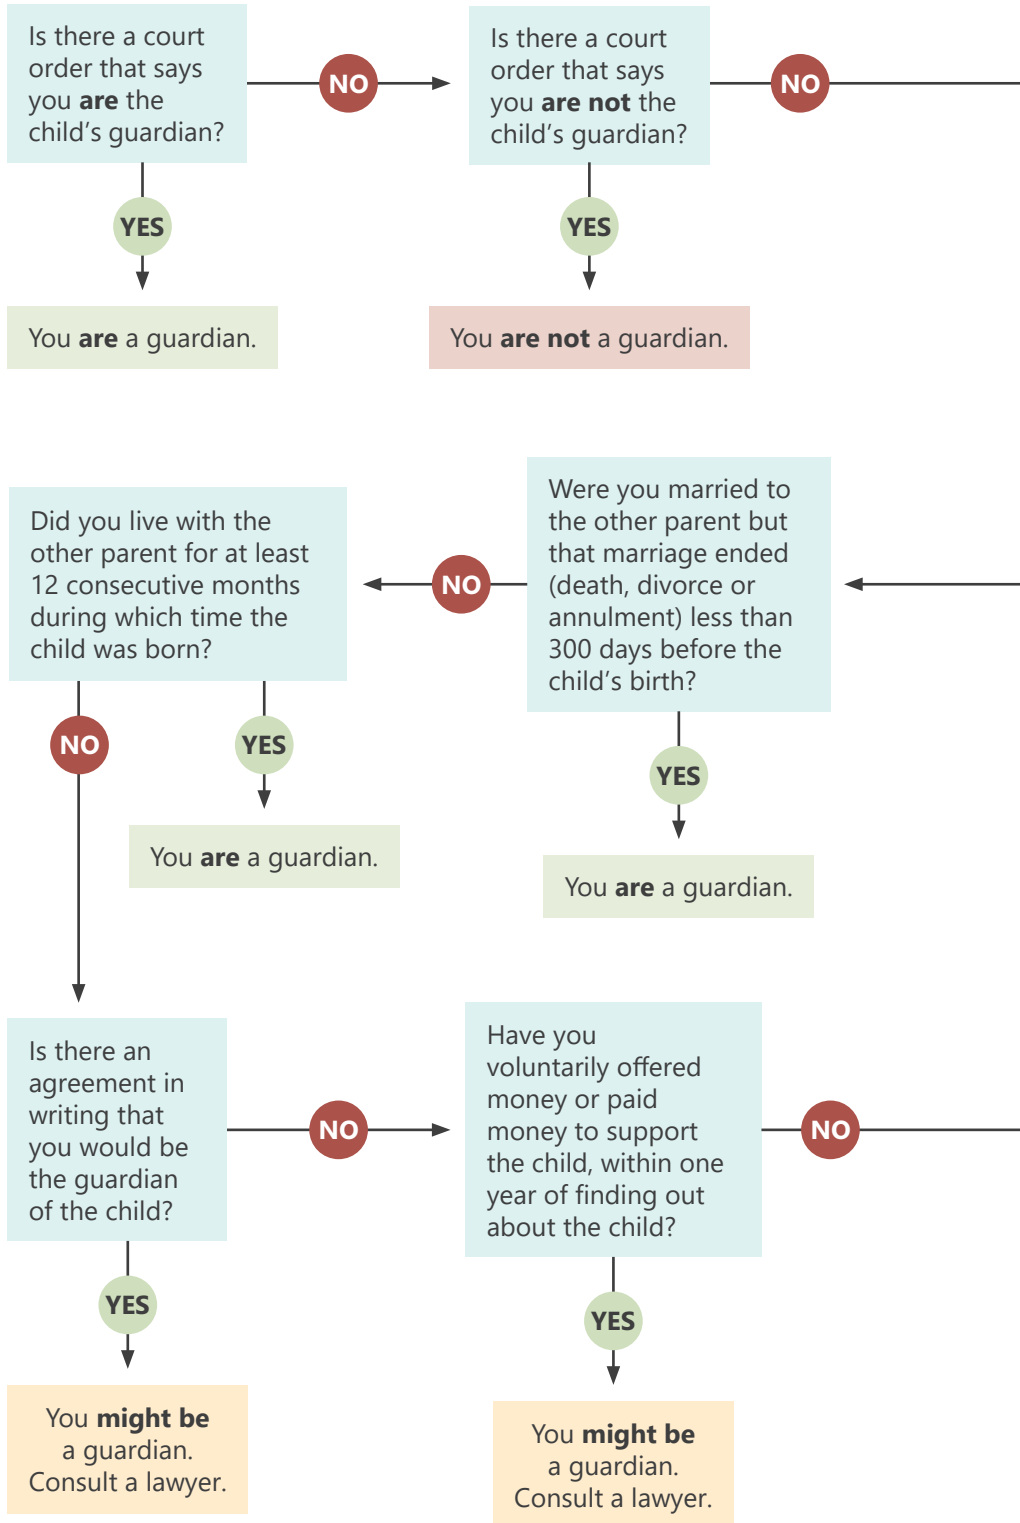 Is there a court
order that says
you are the
child’s guardian?
NO
Is there a court
order that says
you are not the
child’s guardian?
NO
YES
YES
You are a guardian.
You are not a guardian.
Were you married to
the other parent but
that marriage ended
(death, divorce or
annulment) less than
300 days before the
child’s birth?
NO
Did you live with the
other parent for at least
12 consecutive months
during which time the
child was born?
NO
YES
YES
You are a guardian.
You are a guardian.
Is there an
agreement in
writing that
you would be
the guardian
of the child?
NO
Have you
voluntarily offered
money or paid
money to support
the child, within one
year of finding out
about the child?
NO
YES
YES
You might be
a guardian.
Consult a lawyer.
You might be
a guardian.
Consult a lawyer.